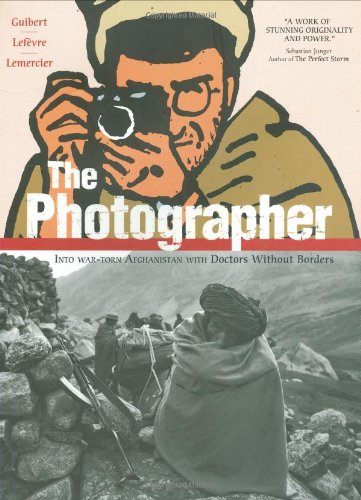 Guibert
Lefèvre
Lemercier
"A WORK OF
STUNNING ORIGINALITY
AND POWER."
Sebastian Junger
Author of The Perfect Storm
The
Photographer
INTO WAR-TORN AFGHANISTAN WITH DOCTORS WITHOUT BORDERS